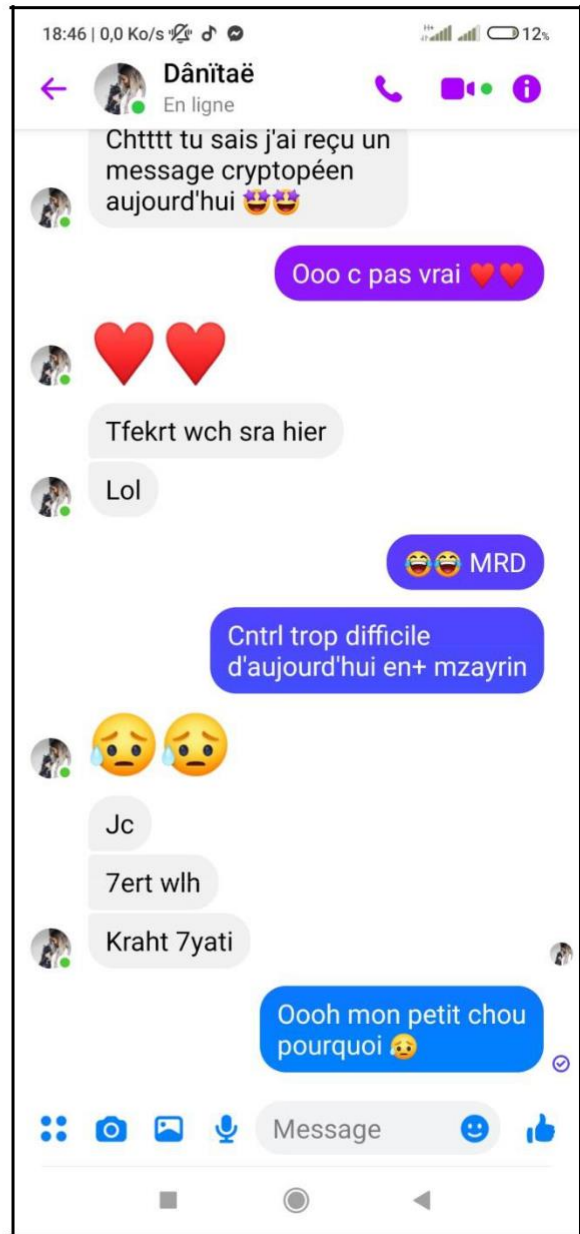 18:46 | 0,0 Ko/s
12%
Dânïtaë
En ligne
Chtttt tu sais j'ai reçu un
message cryptopéen
aujourd'hui 🤩🤩
Ooo c pas vrai ♥️♥️
♥️♥️
Tfekrt wch sra hier
Lol
😂😂 MRD
Cntrl trop difficile
d'aujourd'hui en+ mzayrin
😥😥
Jc
7ert wlh
Kraht 7yati
Oooh mon petit chou
pourquoi 😥
Message